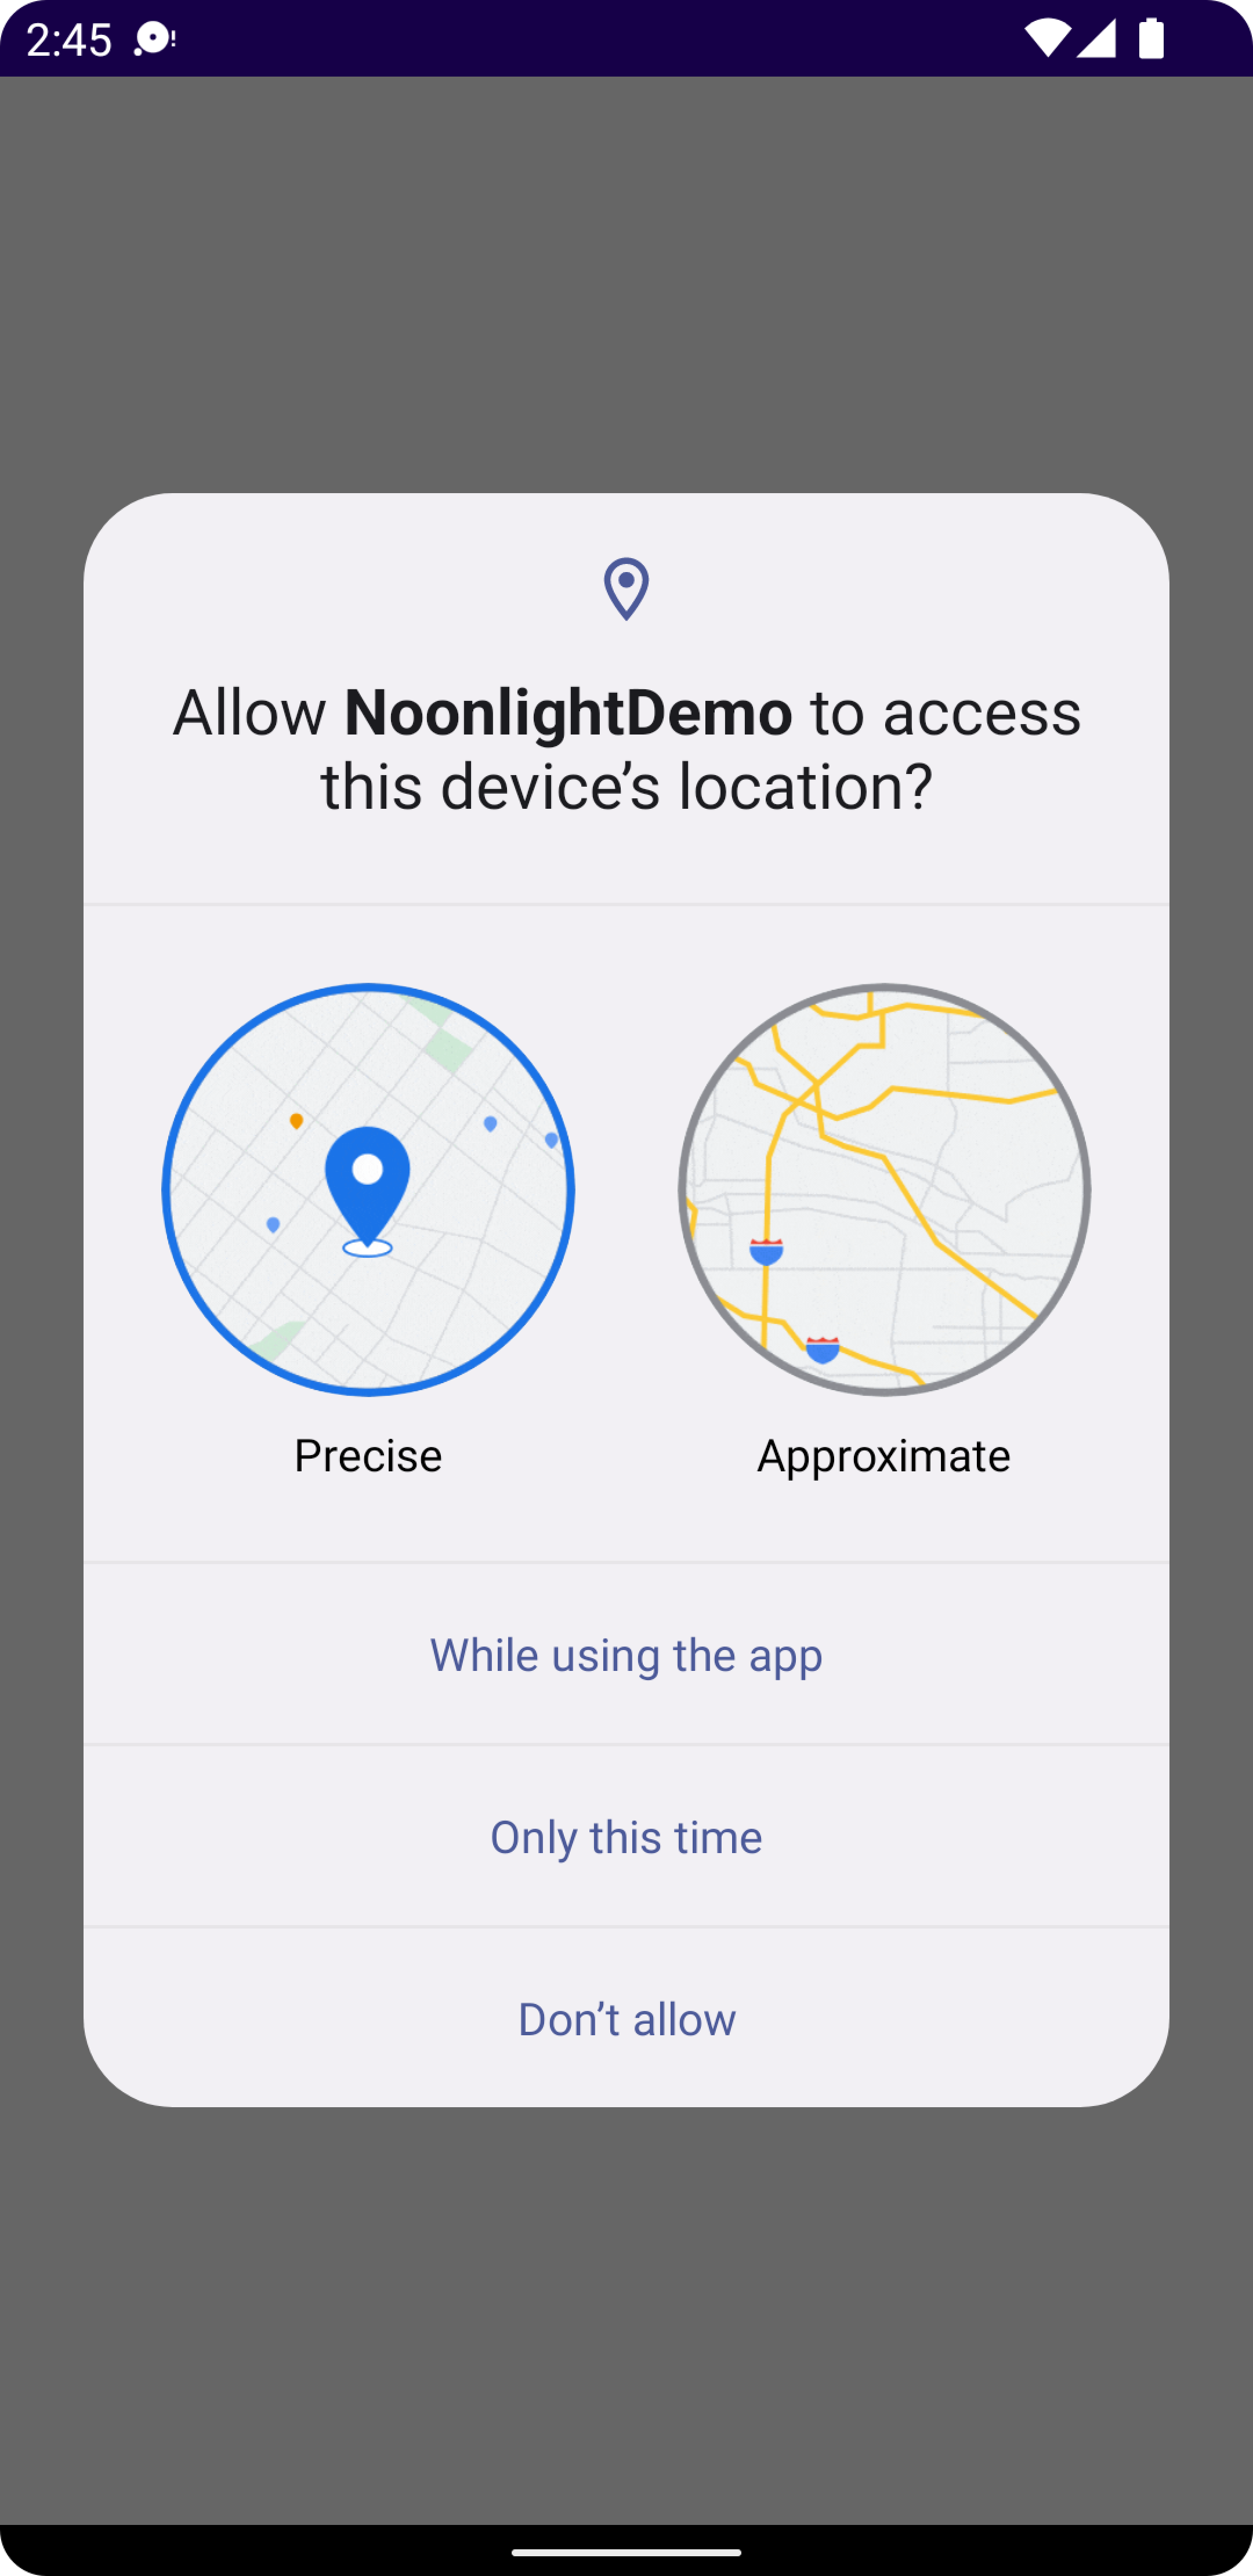 2:45
Allow NoonlightDemo to access
this device’s location?
Precise
Approximate
While using the app
Only this time
Don’t allow